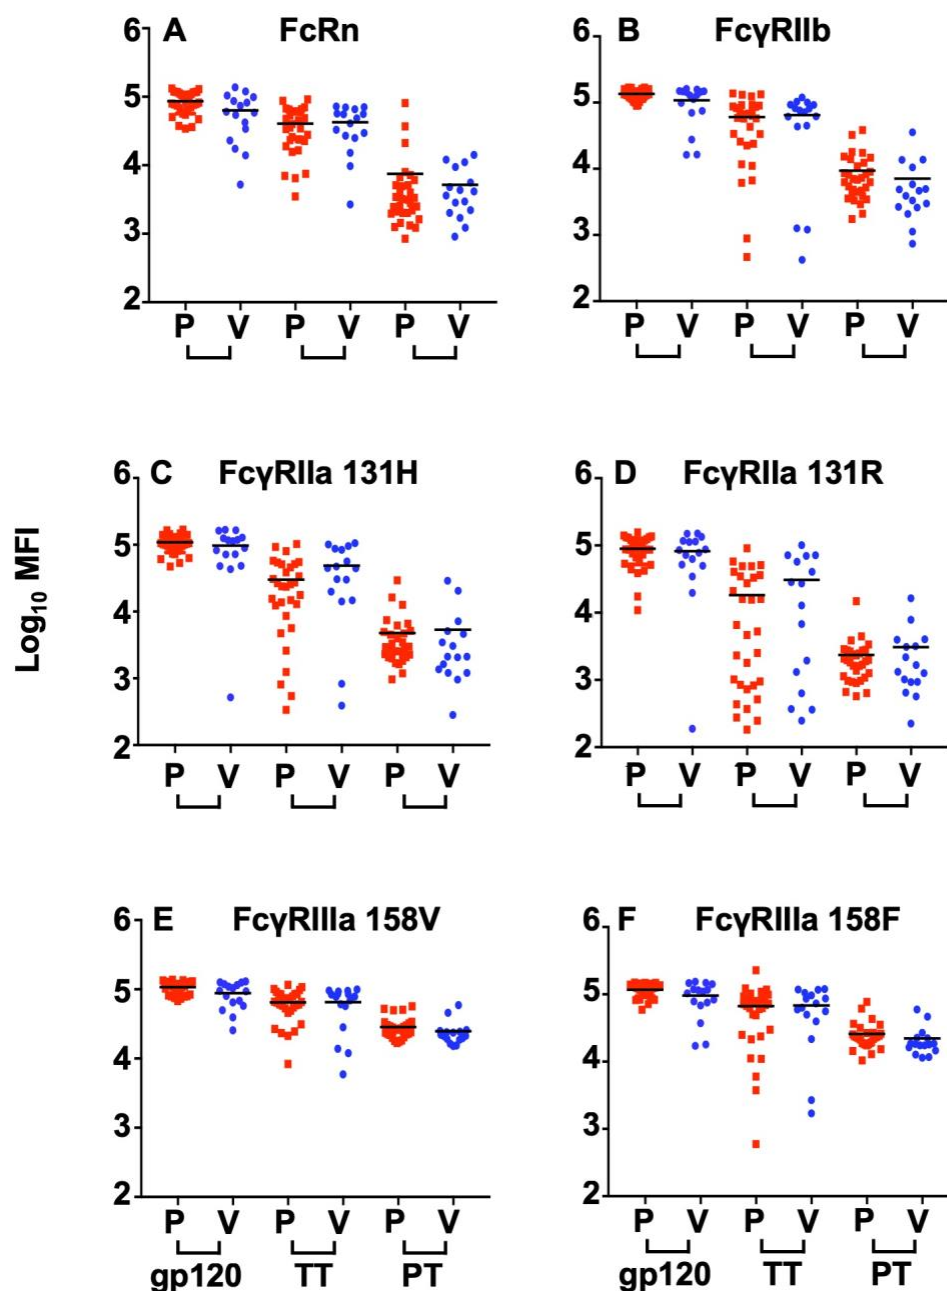 A FcRn
6
5
4
3
2
P V P V P V
B FcγRIIb
6
5
4
3
2
P V P V P V
Log10 MFI
C FcγRIIa 131H
6
5
4
3
2
P V P V P V
D FcγRIIa 131R
6
5
4
3
2
P V P V P V
E FcγRIIIa 158V
6
5
4
3
2
P V P V P V
gp120 TT PT
F FcγRIIIa 158F
6
5
4
3
2
P V P V P V
gp120 TT PT